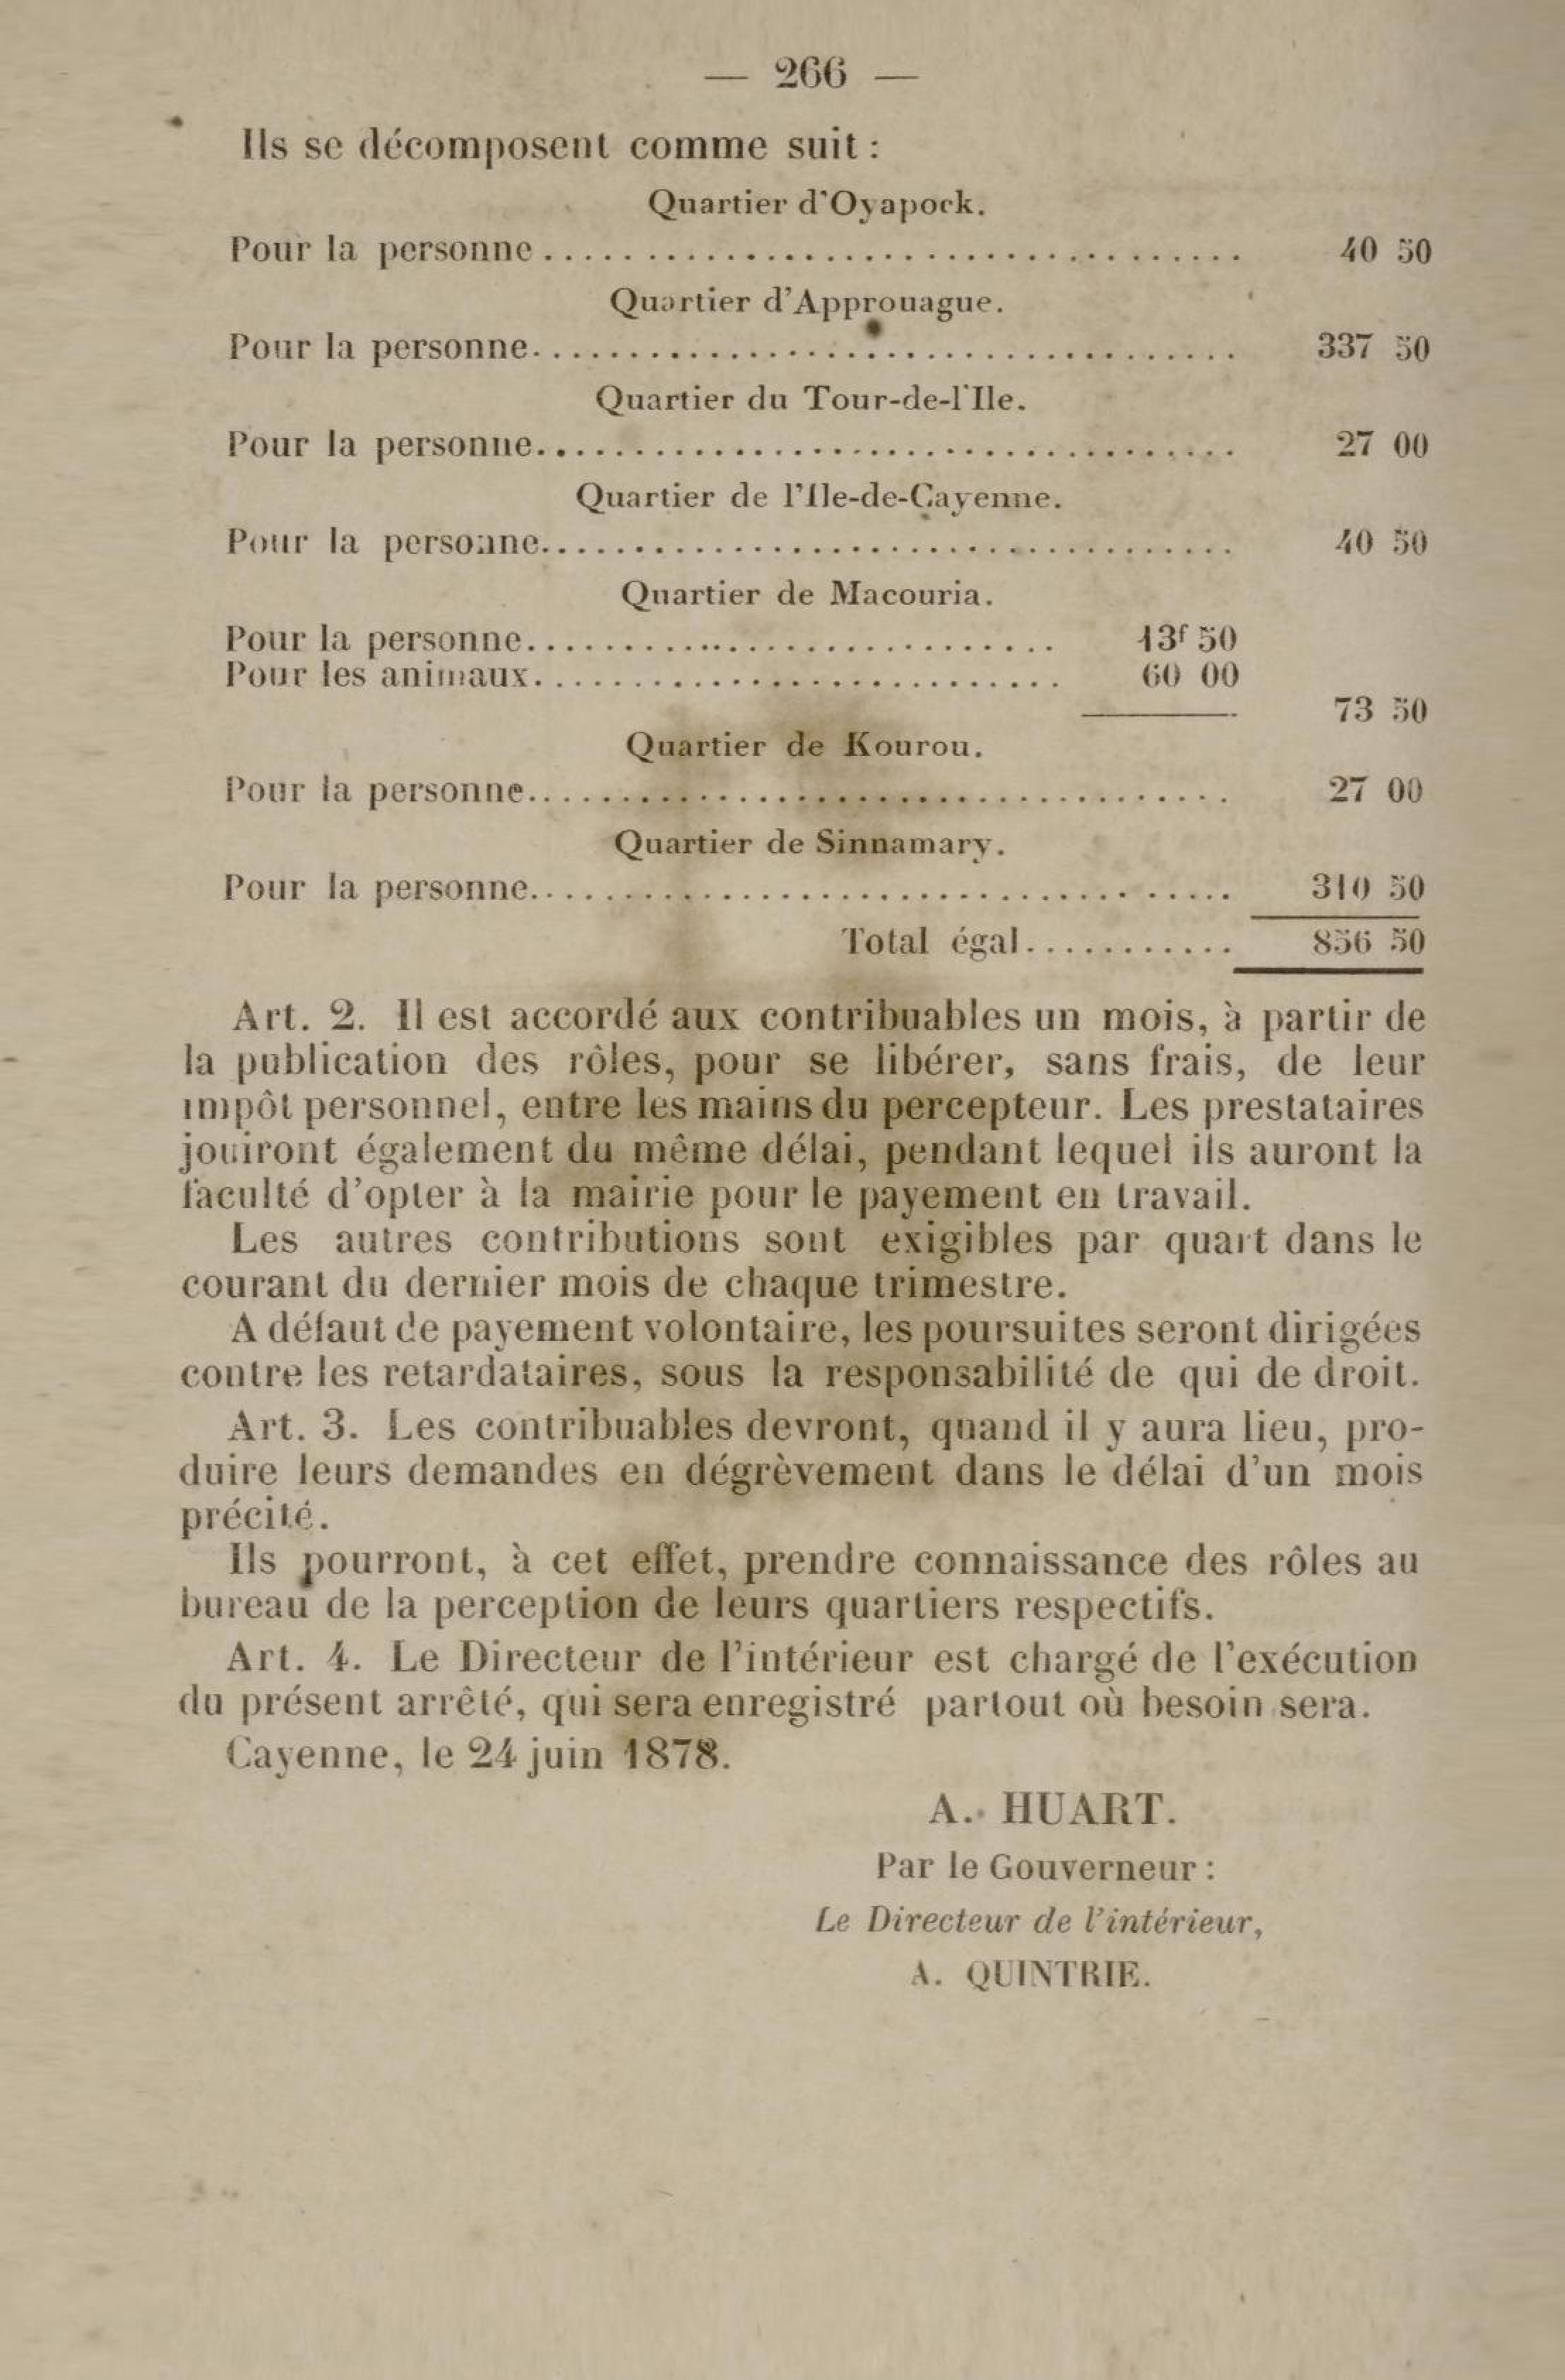 — 266 —
Ils se décomposent comme suit :
Quartier d'Oyapock.
Pour la personne........................................ 40 50
Quartier d'Approuague.
Pour la personne........................................ 337 50
Quartier du Tour-de-l'Ile.
Pour la personne........................................ 27 00
Quartier de l'Ile-de-Cayenne.
Pour la personne........................................ 40 50
Quartier de Macouria.
Pour la personne.............................. 13f 50
Pour les animaux.............................. 60 00
73 50
Quartier de Kourou.
Pour la personne........................................ 27 00
Quartier de Sinnamary.
Pour la personne........................................ 310 50
Total égal............ 856 50
Art. 2. Il est accordé aux contribuables un mois, à partir de
la publication des rôles, pour se libérer, sans frais, de leur
impôt personnel, entre les mains du percepteur. Les prestataires
jouiront également du même délai, pendant lequel ils auront la
faculté d'opter à la mairie pour le payement en travail.
Les autres contributions sont exigibles par quart dans le
courant du dernier mois de chaque trimestre.
A défaut de payement volontaire, les poursuites seront dirigées
contre les retardataires, sous la responsabilité de qui de droit.
Art. 3. Les contribuables devront, quand il y aura lieu, pro-
duire leurs demandes en dégrèvement dans le délai d'un mois
précité.
Ils pourront, à cet effet, prendre connaissance des rôles au
bureau de la perception de leurs quartiers respectifs.
Art. 4. Le Directeur de l'intérieur est chargé de l'exécution
du présent arrêté, qui sera enregistré partout où besoin sera.
Cayenne, le 24 juin 1878.
A. HUART.
Par le Gouverneur :
Le Directeur de l'intérieur,
A. QUINTRIE.